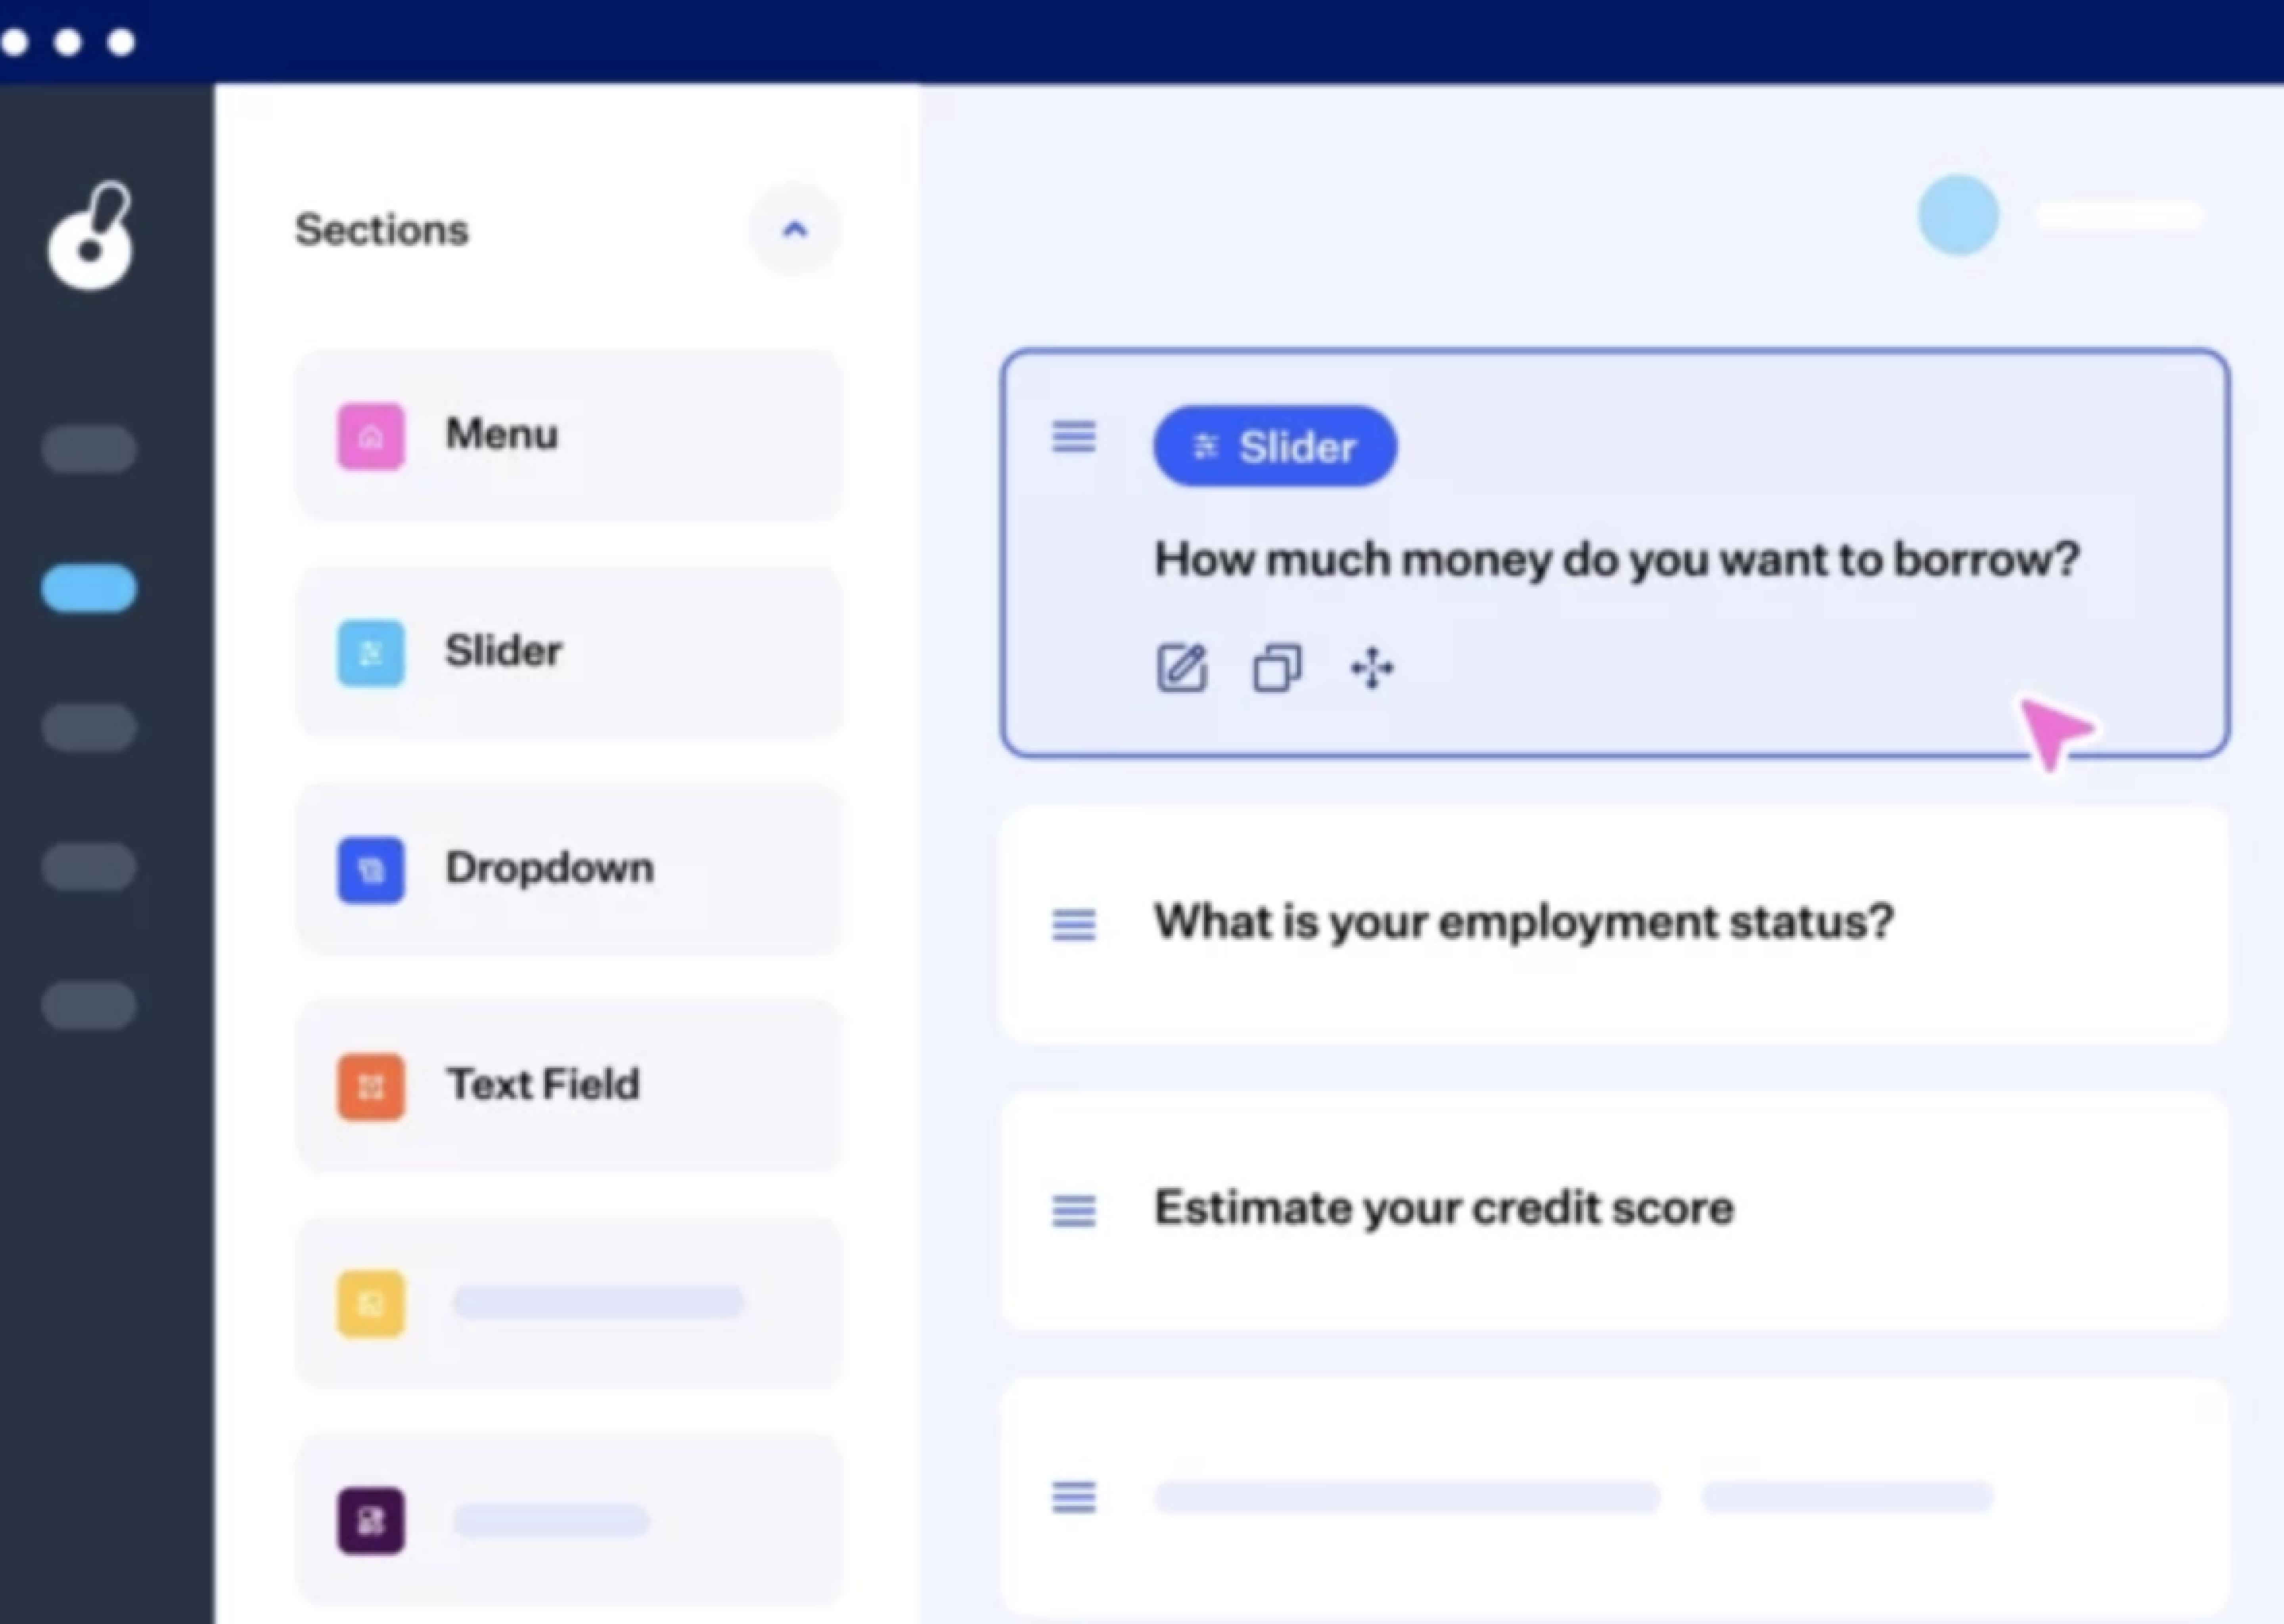 Sections
Menu
Slider
Dropdown
Text Field
Slider
How much money do you want to borrow?
What is your employment status?
Estimate your credit score